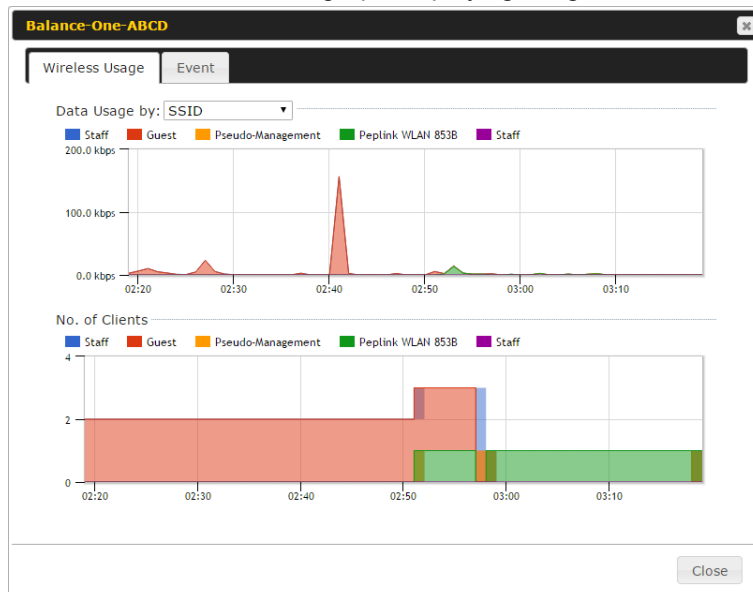 Balance-One-ABCD
Wireless Usage Event
Data Usage by: SSID
Staff Guest Pseudo-Management Peplink WLAN 853B Staff
200.0 kbps
100.0 kbps
0.0 kbps
02:20 02:30 02:40 02:50 03:00 03:10
No. of Clients
Staff Guest Pseudo-Management Peplink WLAN 853B Staff
4
2
0
02:20 02:30 02:40 02:50 03:00 03:10
Close